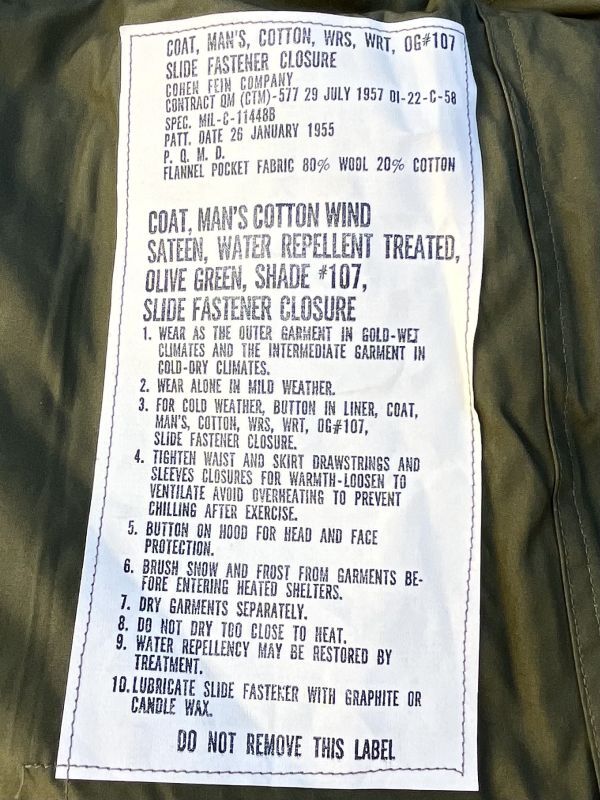 COAT, MAN'S, COTTON, WRS, WRT, OG#107
SLIDE FASTENER CLOSURE
COHEN FEIN COMPANY
CONTRACT QM (CTM)-577 29 JULY 1957 OI-22-C-58
SPEC. MIL-C-11448B
PATT. DATE 26 JANUARY 1955
P. Q. M. D.
FLANNEL POCKET FABRIC 80% WOOL 20% COTTON
COAT, MAN'S COTTON WIND
SATEEN, WATER REPELLENT TREATED,
OLIVE GREEN, SHADE #107,
SLIDE FASTENER CLOSURE
1. WEAR AS THE OUTER GARMENT IN COLD-WET
CLIMATES AND THE INTERMEDIATE GARMENT IN
COLD-DRY CLIMATES.
2. WEAR ALONE IN MILD WEATHER.
3. FOR COLD WEATHER, BUTTON IN LINER, COAT,
MAN'S, COTTON, WRS, WRT, OG#107,
SLIDE FASTENER CLOSURE.
4. TIGHTEN WAIST AND SKIRT DRAWSTRINGS AND
SLEEVES CLOSURES FOR WARMTH-LOOSEN TO
VENTILATE AVOID OVERHEATING TO PREVENT
CHILLING AFTER EXERCISE.
5. BUTTON ON HOOD FOR HEAD AND FACE
PROTECTION.
6. BRUSH SNOW AND FROST FROM GARMENTS BE-
FORE ENTERING HEATED SHELTERS.
7. DRY GARMENTS SEPARATELY.
8. DO NOT DRY TOO CLOSE TO HEAT.
9. WATER REPELLENCY MAY BE RESTORED BY
TREATMENT.
10. LUBRICATE SLIDE FASTENER WITH GRAPHITE OR
CANDLE WAX.
DO NOT REMOVE THIS LABEL